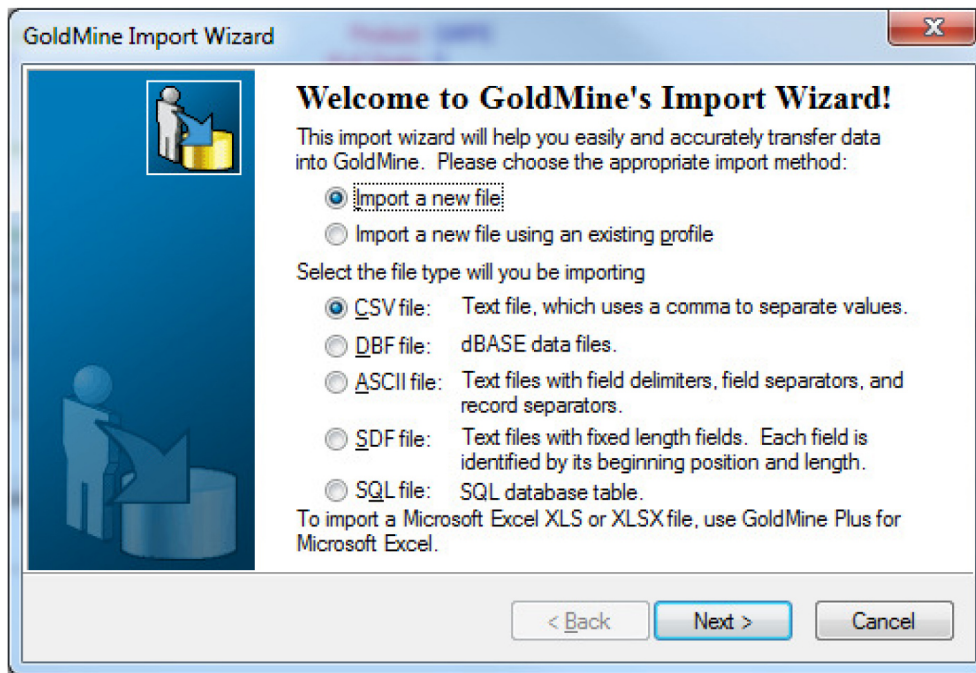 GoldMine Import Wizard
Welcome to GoldMine's Import Wizard!
This import wizard will help you easily and accurately transfer data
into GoldMine. Please choose the appropriate import method:
Import a new file
Import a new file using an existing profile
Select the file type will you be importing
CSV file: Text file, which uses a comma to separate values.
DBF file: dBASE data files.
ASCII file: Text files with field delimiters, field separators, and
record separators.
SDF file: Text files with fixed length fields. Each field is
identified by its beginning position and length.
SQL file: SQL database table.
To import a Microsoft Excel XLS or XLSX file, use GoldMine Plus for
Microsoft Excel.
< Back Next > Cancel